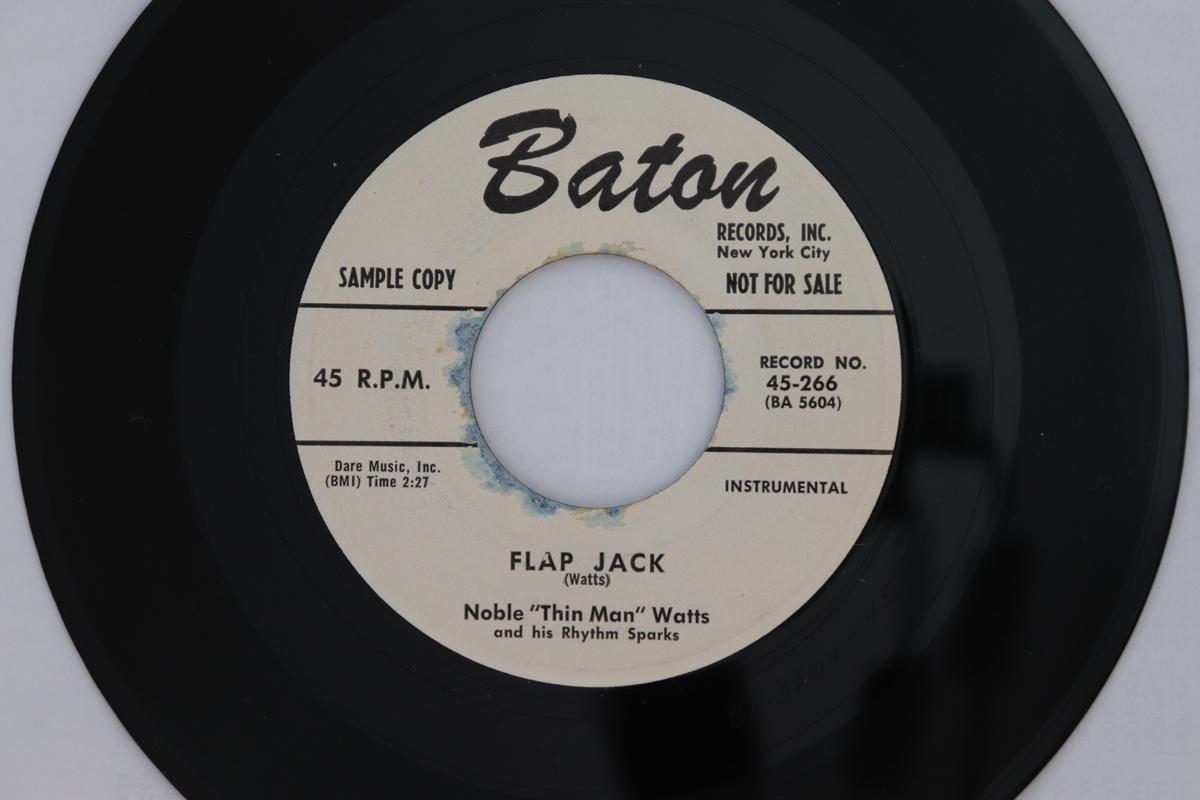 Baton
RECORDS, INC.
New York City
SAMPLE COPY
NOT FOR SALE
45 R.P.M.
RECORD NO.
45-266
(BA 5604)
Dare Music, Inc.
(BMI) Time 2:27
INSTRUMENTAL
FLAP JACK
(Watts)
Noble "Thin Man" Watts
and his Rhythm Sparks